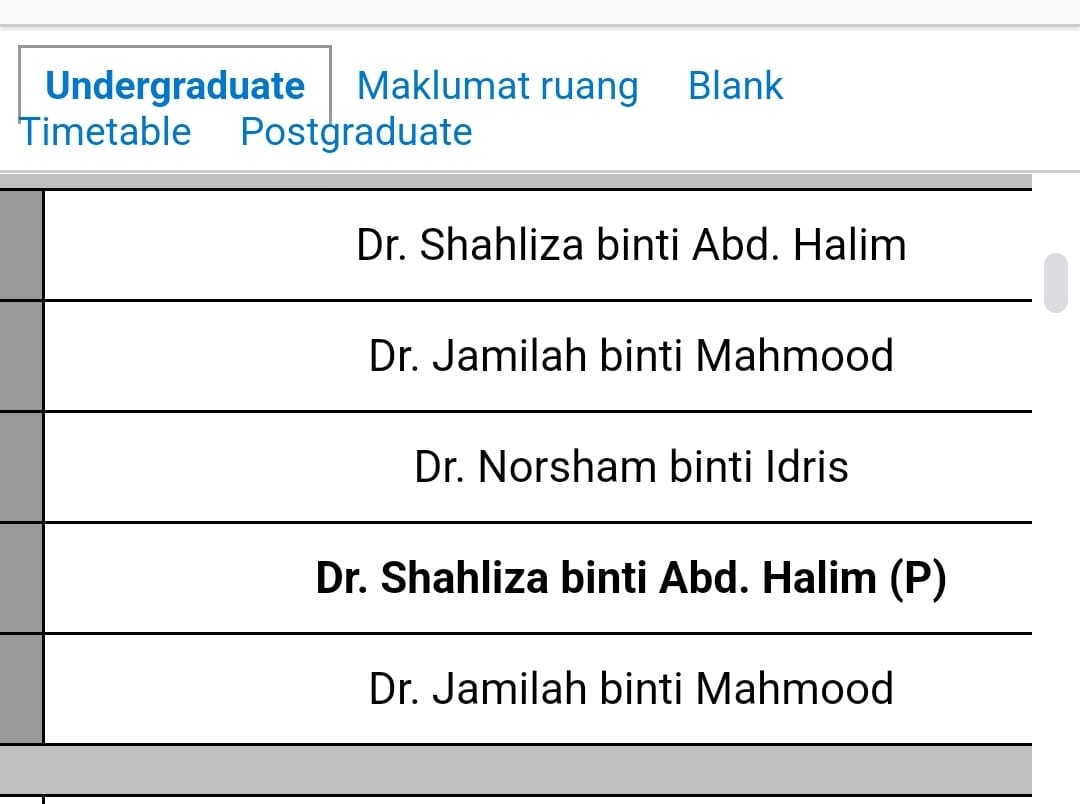 Undergraduate Maklumat ruang Blank
Timetable Postgraduate
Dr. Shahliza binti Abd. Halim
Dr. Jamilah binti Mahmood
Dr. Norsham binti Idris
Dr. Shahliza binti Abd. Halim (P)
Dr. Jamilah binti Mahmood